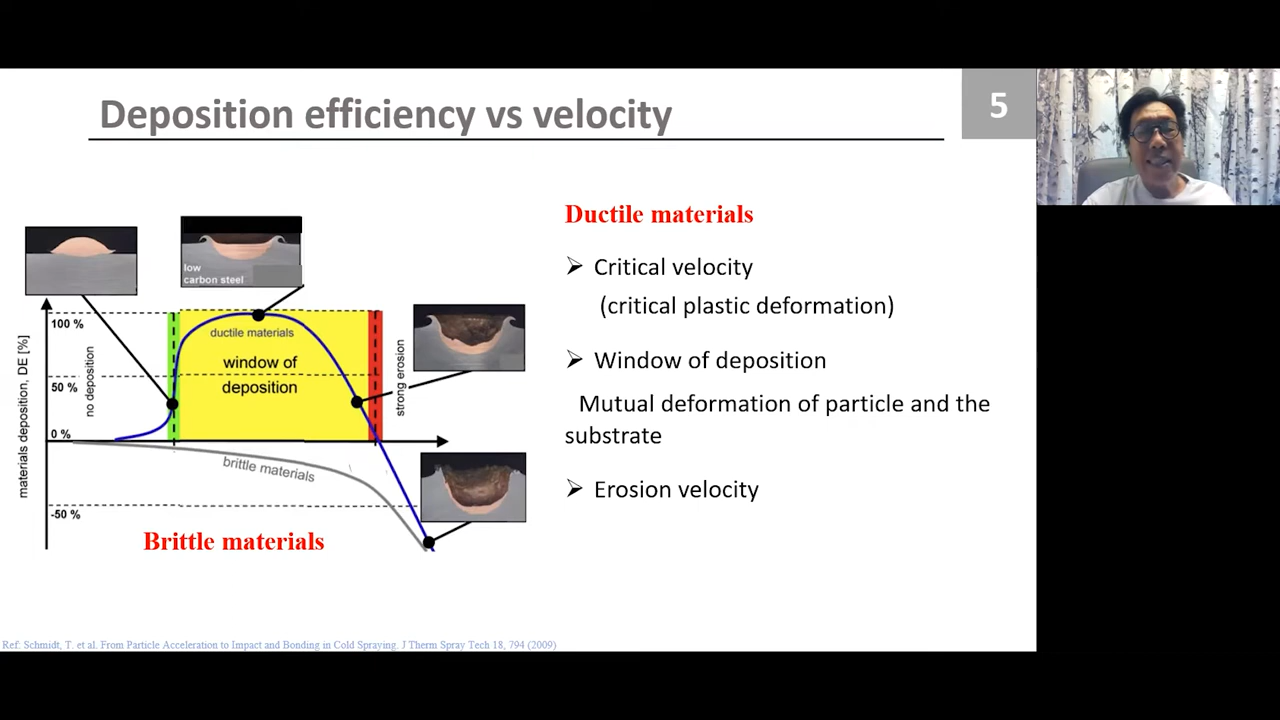 Deposition efficiency vs velocity
5
low
carbon steel
materials deposition, DE [%]
100 %
50 %
0 %
-50 %
no deposition
ductile materials
window of
deposition
strong erosion
brittle materials
Brittle materials
Ductile materials
➢ Critical velocity
(critical plastic deformation)
➢ Window of deposition
Mutual deformation of particle and the
substrate
➢ Erosion velocity
Ref: Schmidt, T. et al. From Particle Acceleration to Impact and Bonding in Cold Spraying. J Therm Spray Tech 18, 794 (2009)